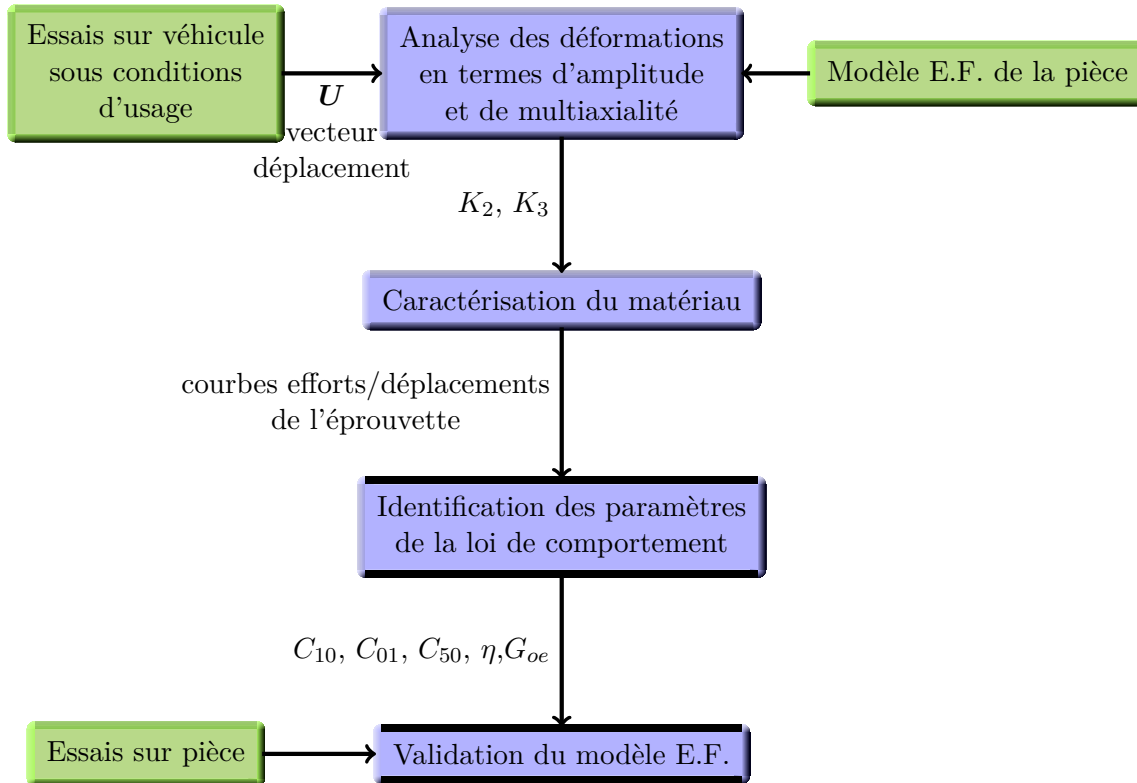 Essais sur véhicule
sous conditions
d'usage
U
vecteur
déplacement
Analyse des déformations
en termes d'amplitude
et de multiaxialité
Modèle E.F. de la pièce
K2, K3
Caractérisation du matériau
courbes efforts/déplacements
de l'éprouvette
Identification des paramètres
de la loi de comportement
C10, C01, C50, η,Goe
Essais sur pièce
Validation du modèle E.F.